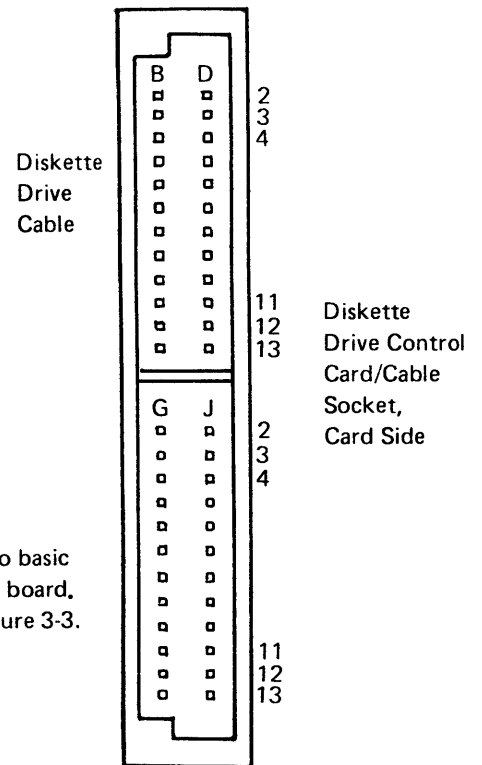 B D
2
3
4
Diskette
Drive
Cable
11
12
13
Diskette
Drive Control
Card/Cable
Socket,
Card Side
G J
2
3
4
o basic
board.
ure 3-3.
11
12
13